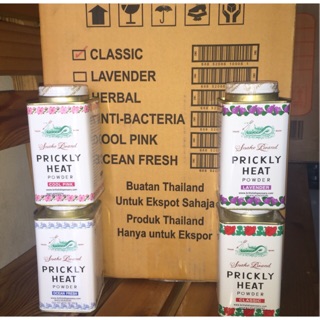 CLASSIC
LAVENDER
HERBAL
ANTI-BACTERIA
COOL PINK
OCEAN FRESH
Buatan Thailand
Untuk Ekspot Sahaja
Produk Thailand
Hanya untuk Ekspor
Snake Brand
PRICKLY
HEAT
POWDER
COOL PINK
Snake Brand
PRICKLY
HEAT
POWDER
LAVENDER
Snake Brand
PRICKLY
HEAT
POWDER
OCEAN FRESH
Snake Brand
PRICKLY
HEAT
POWDER
CLASSIC